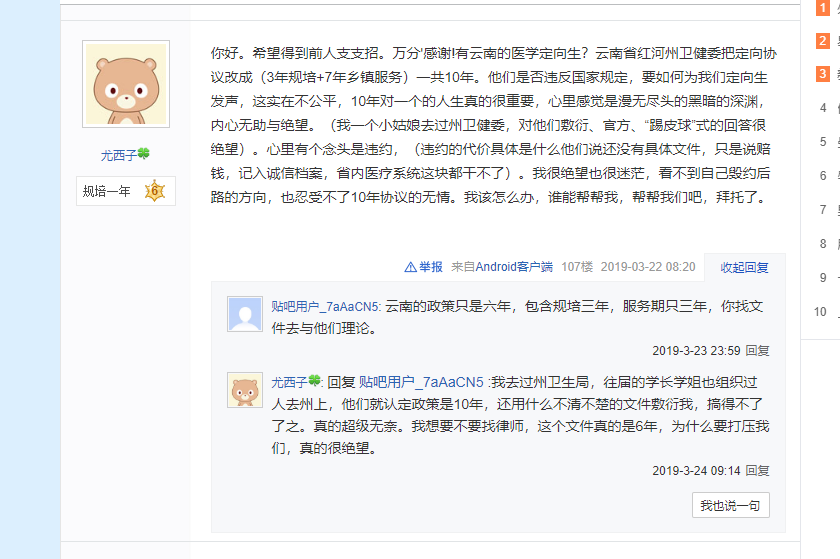 你好。希望得到前人支支招。万分'感谢!有云南的医学定向生？云南省红河州卫健委把定向协
议改成（3年规培+7年乡镇服务）一共10年。他们是否违反国家规定，要如何为我们定向生
发声，这实在不公平，10年对一个的人生真的很重要，心里感觉是漫无尽头的黑暗的深渊，
内心无助与绝望。（我一个小姑娘去过州卫健委，对他们敷衍、官方、“踢皮球”式的回答很
绝望）。心里有个念头是违约，（违约的代价具体是什么他们说还没有具体文件，只是说赔
钱，记入诚信档案，省内医疗系统这块都干不了）。我很绝望也很迷茫，看不到自己毁约后
路的方向，也忍受不了10年协议的无情。我该怎么办，谁能帮帮我，帮帮我们吧，拜托了。
尤西子🍀
规培一年 6
举报 来自Android客户端 107楼 2019-03-22 08:20 收起回复
贴吧用户_7aAaCN5: 云南的政策只是六年，包含规培三年，服务期只三年，你找文
件去与他们理论。
2019-3-23 23:59 回复
尤西子🍀: 回复 贴吧用户_7aAaCN5 :我去过州卫生局，往届的学长学姐也组织过
人去州上，他们就认定政策是10年，还用什么不清不楚的文件敷衍我，搞得不了
了之。真的超级无奈。我想要不要找律师，这个文件真的是6年，为什么要打压我
们，真的很绝望。
2019-3-24 09:14 回复
我也说一句
1
2
3
4
5
6
7
8
9
10